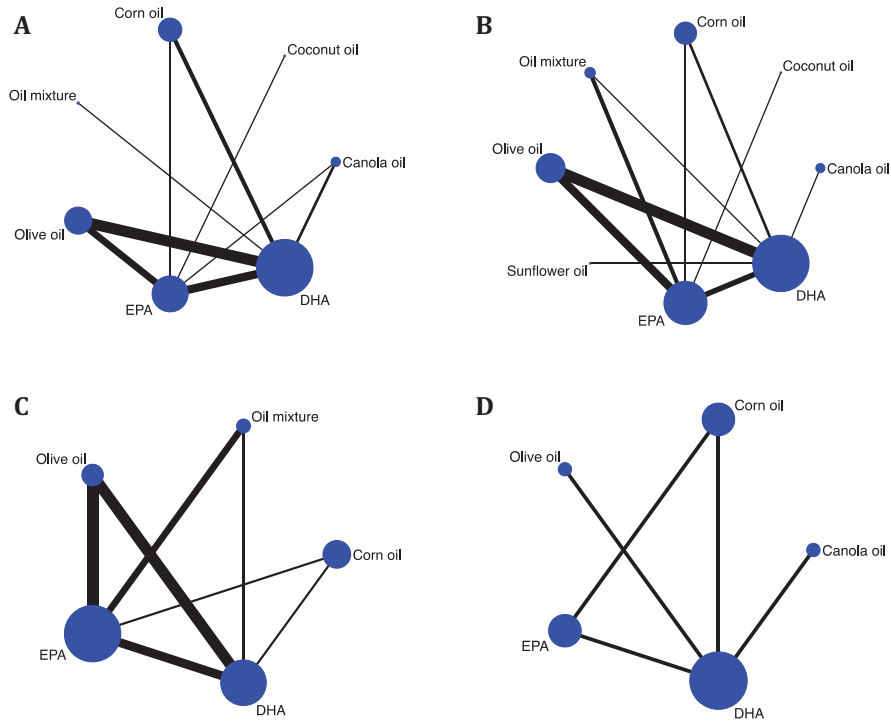 A
Corn oil
Coconut oil
Oil mixture
Canola oil
Olive oil
EPA
DHA
B
Corn oil
Oil mixture
Coconut oil
Olive oil
Canola oil
Sunflower oil
EPA
DHA
C
Oil mixture
Olive oil
Corn oil
EPA
DHA
D
Corn oil
Olive oil
Canola oil
EPA
DHA